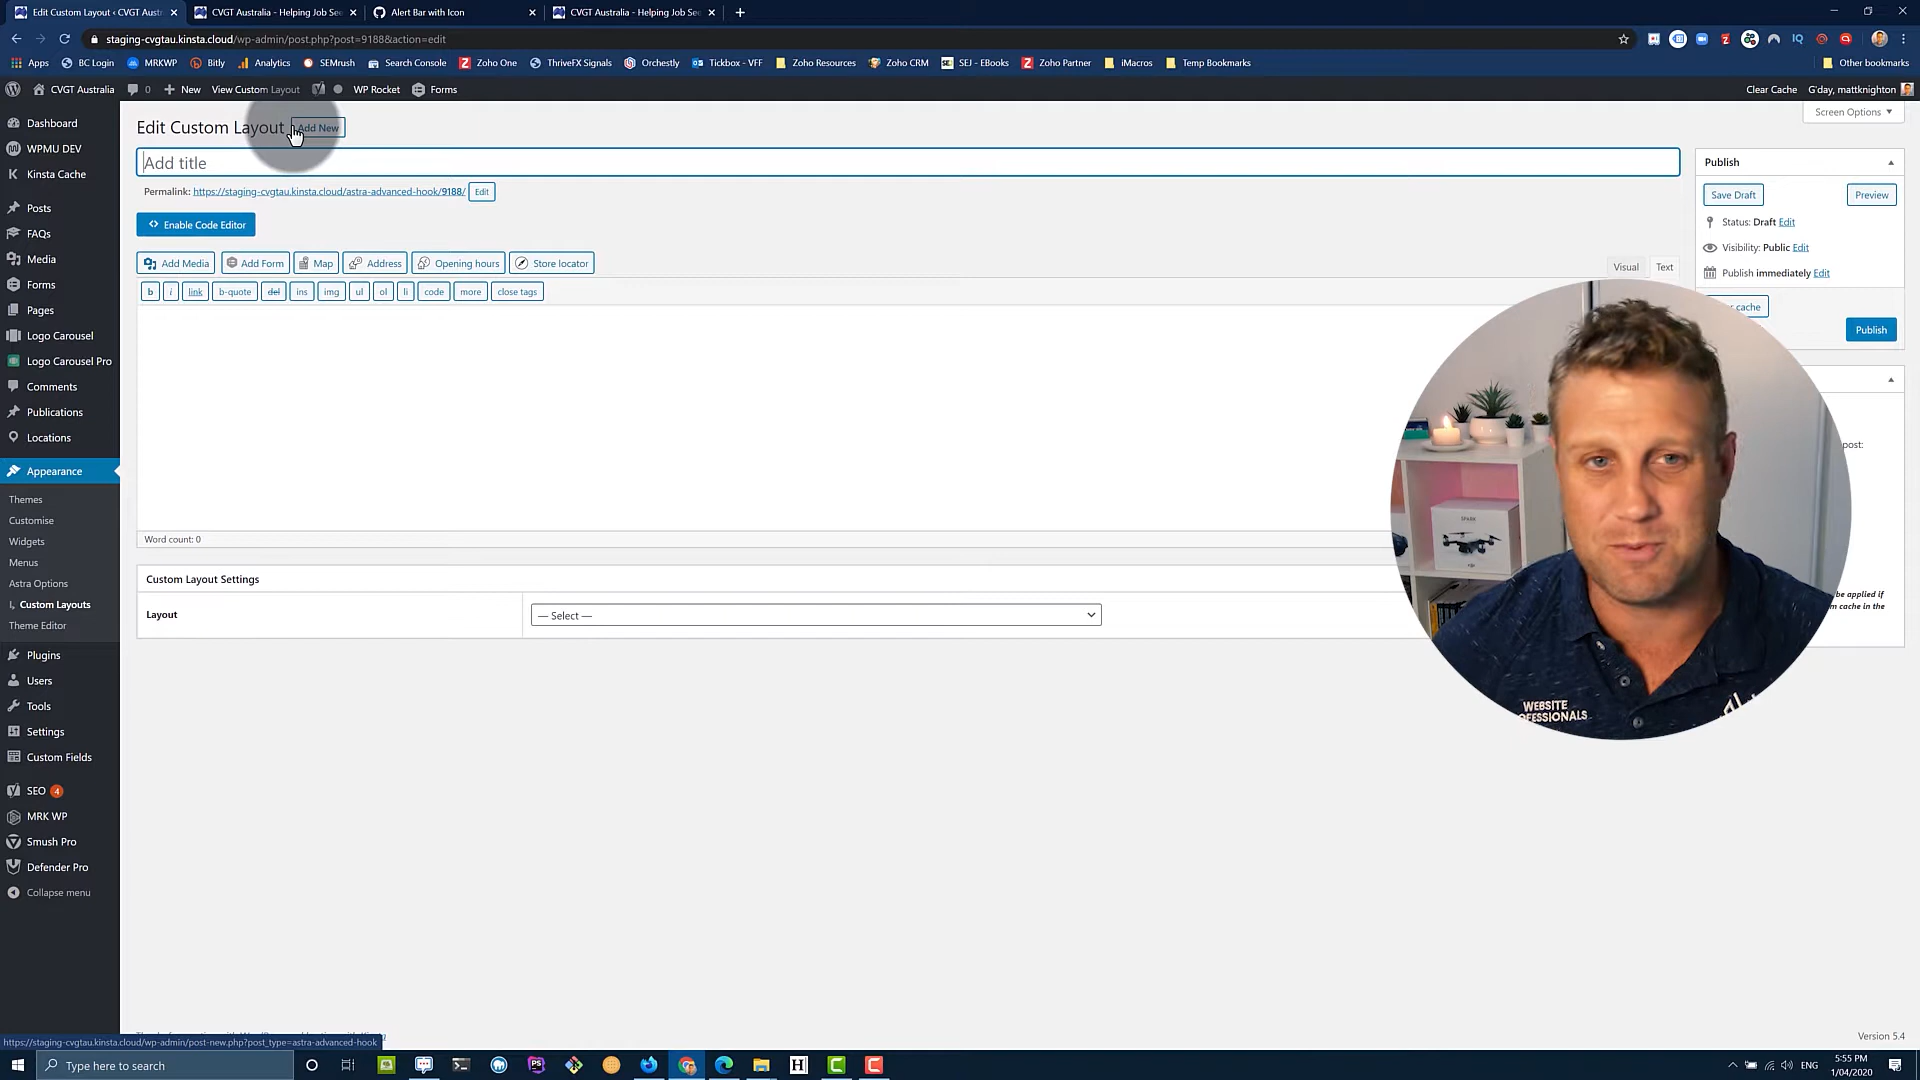 Edit Custom Layout ‹ CVGT Austr
CVGT Australia - Helping Job See
Alert Bar with Icon
CVGT Australia - Helping Job See
staging-cvgtau.kinsta.cloud/wp-admin/post.php?post=9188&action=edit
Apps
BC Login
MRKWP
Bitly
Analytics
SEMrush
Search Console
Zoho One
ThriveFX Signals
Orchestly
Tickbox - VFF
Zoho Resources
Zoho CRM
SEJ - EBooks
Zoho Partner
iMacros
Temp Bookmarks
Other bookmarks
CVGT Australia
0
New
View Custom Layout
WP Rocket
Forms
Clear Cache
G'day, mattknighton
Dashboard
WPMU DEV
Kinsta Cache
Posts
FAQs
Media
Forms
Pages
Logo Carousel
Logo Carousel Pro
Comments
Publications
Locations
Appearance
Themes
Customise
Widgets
Menus
Astra Options
Custom Layouts
Theme Editor
Plugins
Users
Tools
Settings
Custom Fields
SEO 4
MRK WP
Smush Pro
Defender Pro
Collapse menu
Edit Custom Layout
Add New
Screen Options
Add title
Permalink: https://staging-cvgtau.kinsta.cloud/astra-advanced-hook/9188/ Edit
Enable Code Editor
Add Media
Add Form
Map
Address
Opening hours
Store locator
Visual
Text
b
i
link
b-quote
del
ins
img
ul
ol
li
code
more
close tags
Word count: 0
Custom Layout Settings
Layout
— Select —
Publish
Save Draft
Preview
Status: Draft Edit
Visibility: Public Edit
Publish immediately Edit
cache
Publish
post:
be applied if
cache in the
WEBSITE
Version 5.4
https://staging-cvgtau.kinsta.cloud/wp-admin/post-new.php?post_type=astra-advanced-hook
Type here to search
ENG
5:55 PM
1/04/2020